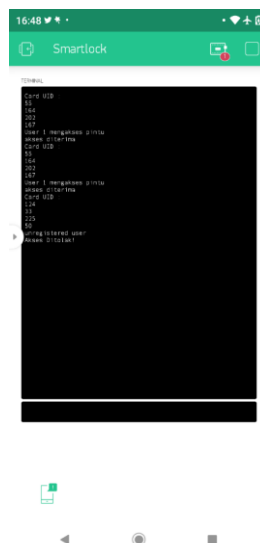 16:48
Smartlock
TERMINAL
Card UID
55
164
202
167
User 1 mengakses pintu
akses diterima
Card UID
55
164
202
167
User 1 mengakses pintu
akses diterima
Card UID
124
33
225
50
unregistered user
Akses Ditolak!